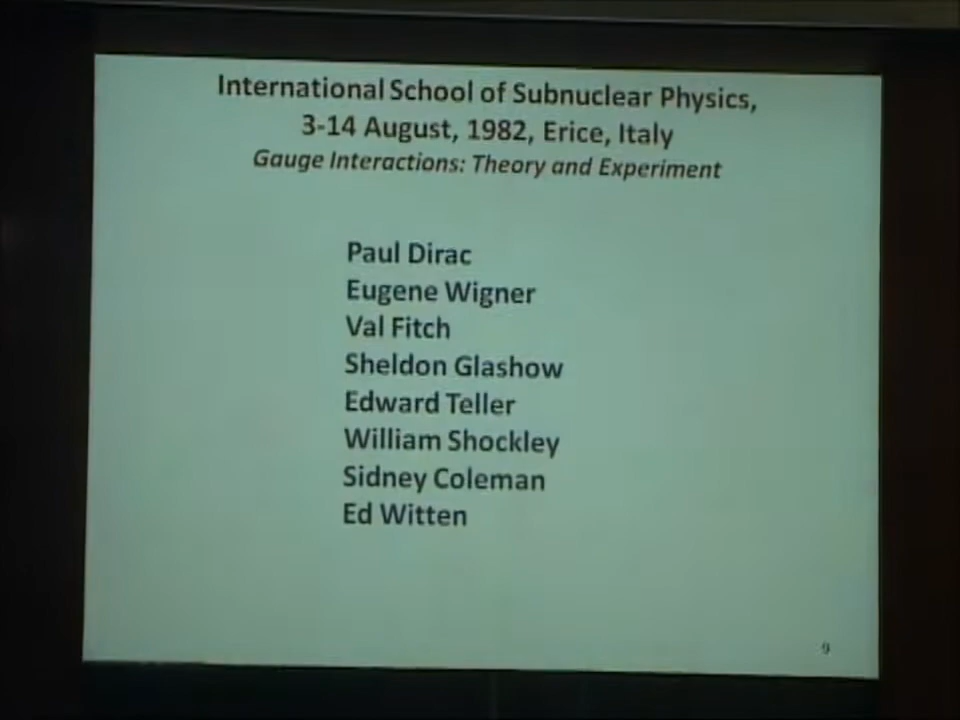 International School of Subnuclear Physics,
3-14 August, 1982, Erice, Italy
Gauge Interactions: Theory and Experiment
Paul Dirac
Eugene Wigner
Val Fitch
Sheldon Glashow
Edward Teller
William Shockley
Sidney Coleman
Ed Witten
9